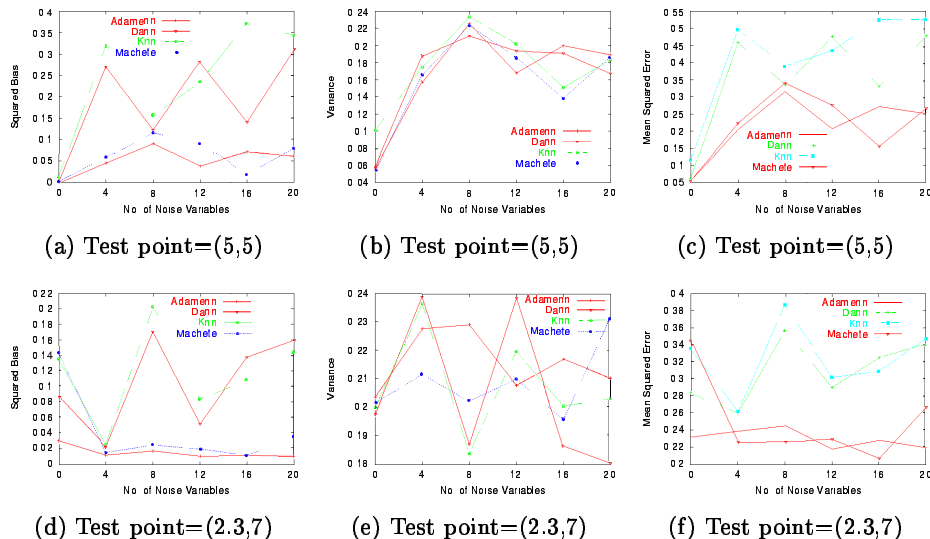 0 4
0 35
0 3
0 25
0 2
0 15
0 1
0 05
0
Squared Bias
Adamenn
Dann
Knn
Machete
0 4 8 12 16 20
No of Noise Variables
(a) Test point=(5,5)
0 24
0 22
0 2
0 18
0 16
0 14
0 12
0 1
0 08
0 06
0 04
Variance
Adamenn
Dann
Knn
Machete
0 4 8 12 16 20
No of Noise Variables
(b) Test point=(5,5)
0 55
0 5
0 45
0 4
0 35
0 3
0 25
0 2
0 15
0 1
0 05
Mean Squared Error
Adamenn
Dann
Knn
Machete
0 4 8 12 16 20
No of Noise Variables
(c) Test point=(5,5)
0 22
0 2
0 18
0 16
0 14
0 12
0 1
0 08
0 06
0 04
0 02
0
Squared Bias
Adamenn
Dann
Knn
Machete
0 4 8 12 16 20
No of Noise Variables
(d) Test point=(2.3,7)
0 24
0 23
0 22
0 21
0 2
0 19
0 18
Variance
Adamenn
Dann
Knn
Machete
0 4 8 12 16 20
No of Noise Variables
(e) Test point=(2.3,7)
0 4
0 38
0 36
0 34
0 32
0 3
0 28
0 26
0 24
0 22
0 2
Mean Squared Error
Adamenn
Dann
Knn
Machete
0 4 8 12 16 20
No of Noise Variables
(f) Test point=(2.3,7)